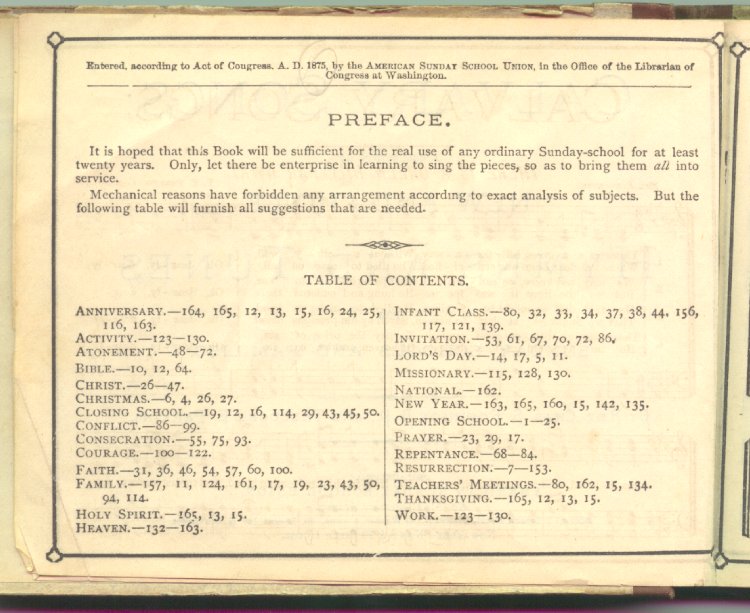 Entered, according to Act of Congress, A. D. 1875, by the AMERICAN SUNDAY SCHOOL UNION, in the Office of the Librarian of
Congress at Washington.
PREFACE.
It is hoped that this Book will be sufficient for the real use of any ordinary Sunday-school for at least
twenty years. Only, let there be enterprise in learning to sing the pieces, so as to bring them all into
service.
Mechanical reasons have forbidden any arrangement according to exact analysis of subjects. But the
following table will furnish all suggestions that are needed.
TABLE OF CONTENTS.
ANNIVERSARY.—164, 165, 12, 13, 15, 16, 24, 25,
116, 163.
ACTIVITY.—123—130.
ATONEMENT.—48—72.
BIBLE.—10, 12, 64.
CHRIST.—26—47.
CHRISTMAS.—6, 4, 26, 27.
CLOSING SCHOOL.—19, 12, 16, 114, 29, 43, 45, 50.
CONFLICT.—86—99.
CONSECRATION.—55, 75, 93.
COURAGE.—100—122.
FAITH.—31, 36, 46, 54, 57, 60, 100.
FAMILY.—157, 11, 124, 161, 17, 19, 23, 43, 50,
94, 114.
HOLY SPIRIT.—165, 13, 15.
HEAVEN.—132—163.
INFANT CLASS.—80, 32, 33, 34, 37, 38, 44, 156,
117, 121, 139.
INVITATION.—53, 61, 67, 70, 72, 86.
LORD'S DAY.—14, 17, 5, 11.
MISSIONARY.—115, 128, 130.
NATIONAL.—162.
NEW YEAR.—163, 165, 160, 15, 142, 135.
OPENING SCHOOL.—1—25.
PRAYER.—23, 29, 17.
REPENTANCE.—68—84.
RESURRECTION.—7—153.
TEACHERS' MEETINGS.—80, 162, 15, 134.
THANKSGIVING.—165, 12, 13, 15.
WORK.—123—130.